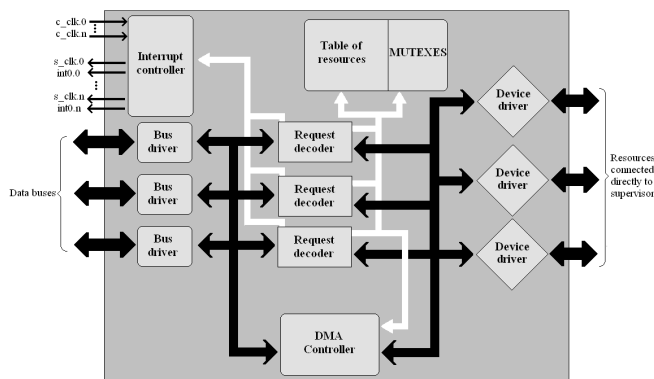 c_clk.0
c_clk.n
s_clk.0
int0.0
s_clk.n
int0.n
Interrupt
controller
Table of
resources
MUTEXES
Device
driver
Bus
driver
Request
decoder
Data buses
Bus
driver
Request
decoder
Device
driver
Resources
connected
directly to
supervisor
Bus
driver
Request
decoder
Device
driver
DMA
Controller